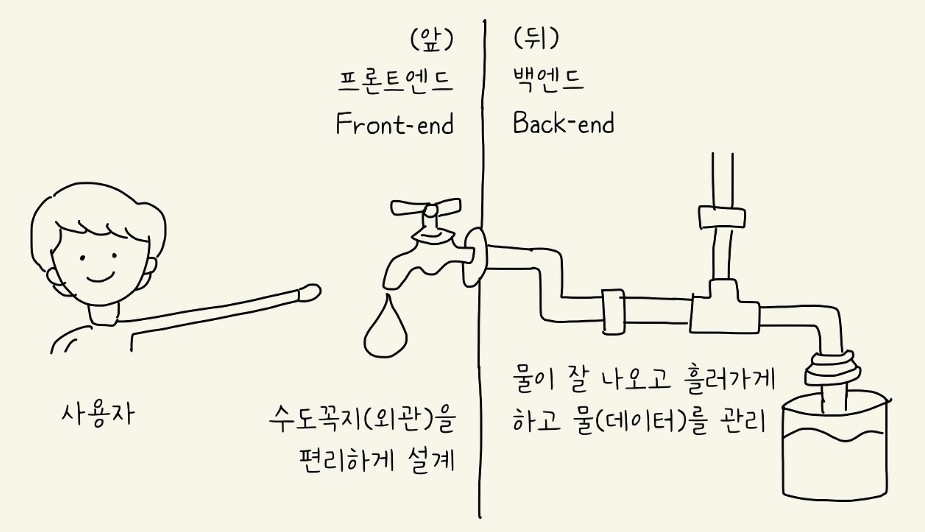 (앞)
프론트엔드
Front-end
(뒤)
백엔드
Back-end
사용자
수도꼭지(외관)을
편리하게 설계
물이 잘 나오고 흘러가게
하고 물(데이터)를 관리